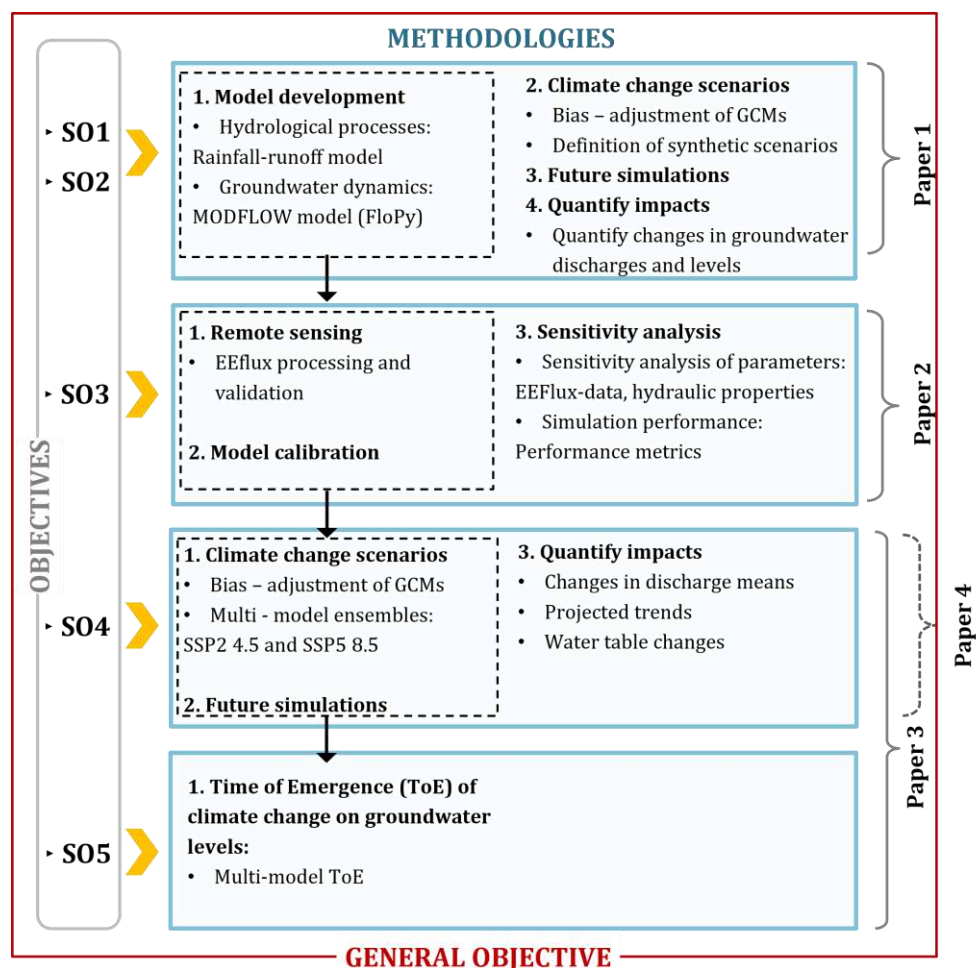 METHODOLOGIES
OBJECTIVES
‣ SO1
‣ SO2
1. Model development
• Hydrological processes:
Rainfall-runoff model
• Groundwater dynamics:
MODFLOW model (FloPy)
2. Climate change scenarios
• Bias – adjustment of GCMs
• Definition of synthetic scenarios
3. Future simulations
4. Quantify impacts
• Quantify changes in groundwater
discharges and levels
Paper 1
‣ SO3
1. Remote sensing
• EEflux processing and
validation
2. Model calibration
3. Sensitivity analysis
• Sensitivity analysis of parameters:
EEFlux-data, hydraulic properties
• Simulation performance:
Performance metrics
Paper 2
‣ SO4
1. Climate change scenarios
• Bias – adjustment of GCMs
• Multi - model ensembles:
SSP2 4.5 and SSP5 8.5
2. Future simulations
3. Quantify impacts
• Changes in discharge means
• Projected trends
• Water table changes
Paper 4
Paper 3
‣ SO5
1. Time of Emergence (ToE) of
climate change on groundwater
levels:
• Multi-model ToE
GENERAL OBJECTIVE